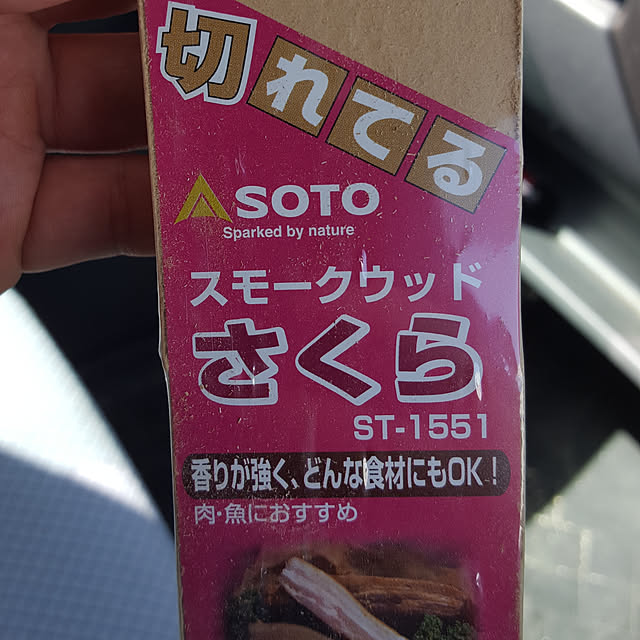 切れてる
SOTO
Sparked by nature
スモークウッド
さくら
ST-1551
香りが強く、どんな食材にもOK！
肉・魚におすすめ